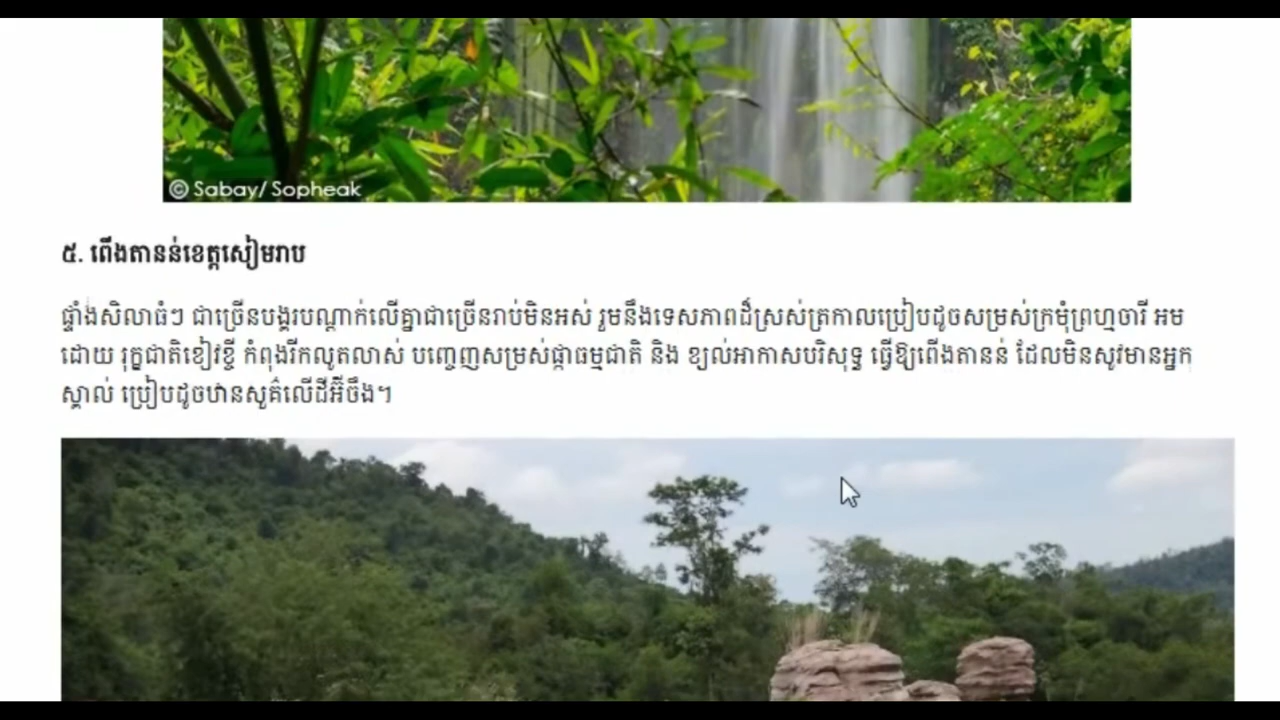 © Sabay/ Sopheak
៥. ពើងតានន់ខេត្តសៀមរាប
ផ្ទាំងសិលាធំៗ ជាច្រើនបង្គរបណ្ដាក់លើគ្នាជាច្រើនរាប់មិនអស់ រួមនឹងទេសភាពដ៏ស្រស់ត្រកាលប្រៀបដូចសម្រស់ក្រមុំព្រហ្មចារី អម
ដោយ រុក្ខជាតិខៀវខ្ចី កំពុងរីកលូតលាស់ បញ្ចេញសម្រស់ផ្កាធម្មជាតិ និង ខ្យល់អាកាសបរិសុទ្ធ ធ្វើឱ្យពើងតានន់ ដែលមិនសូវមានអ្នក
ស្គាល់ ប្រៀបដូចឋានសួគ៌លើដីអ៊ីចឹង។